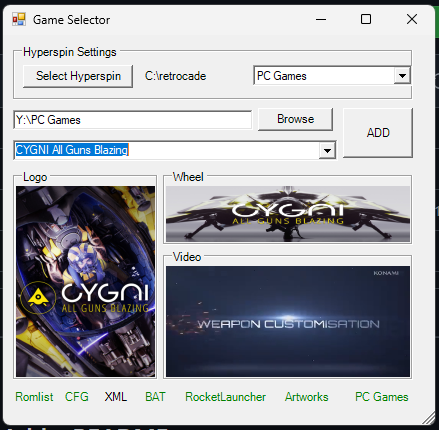 Game Selector
Hyperspin Settings
Select Hyperspin C:\retrocade PC Games
Y:\PC Games Browse
ADD
CYGNI All Guns Blazing
Logo
CYGNI
ALL GUNS BLAZING
Wheel
CYGNI
ALL GUNS BLAZING
Video
KONAMI
WEAPON CUSTOMISATION
Romlist CFG XML BAT RocketLauncher Artworks PC Games